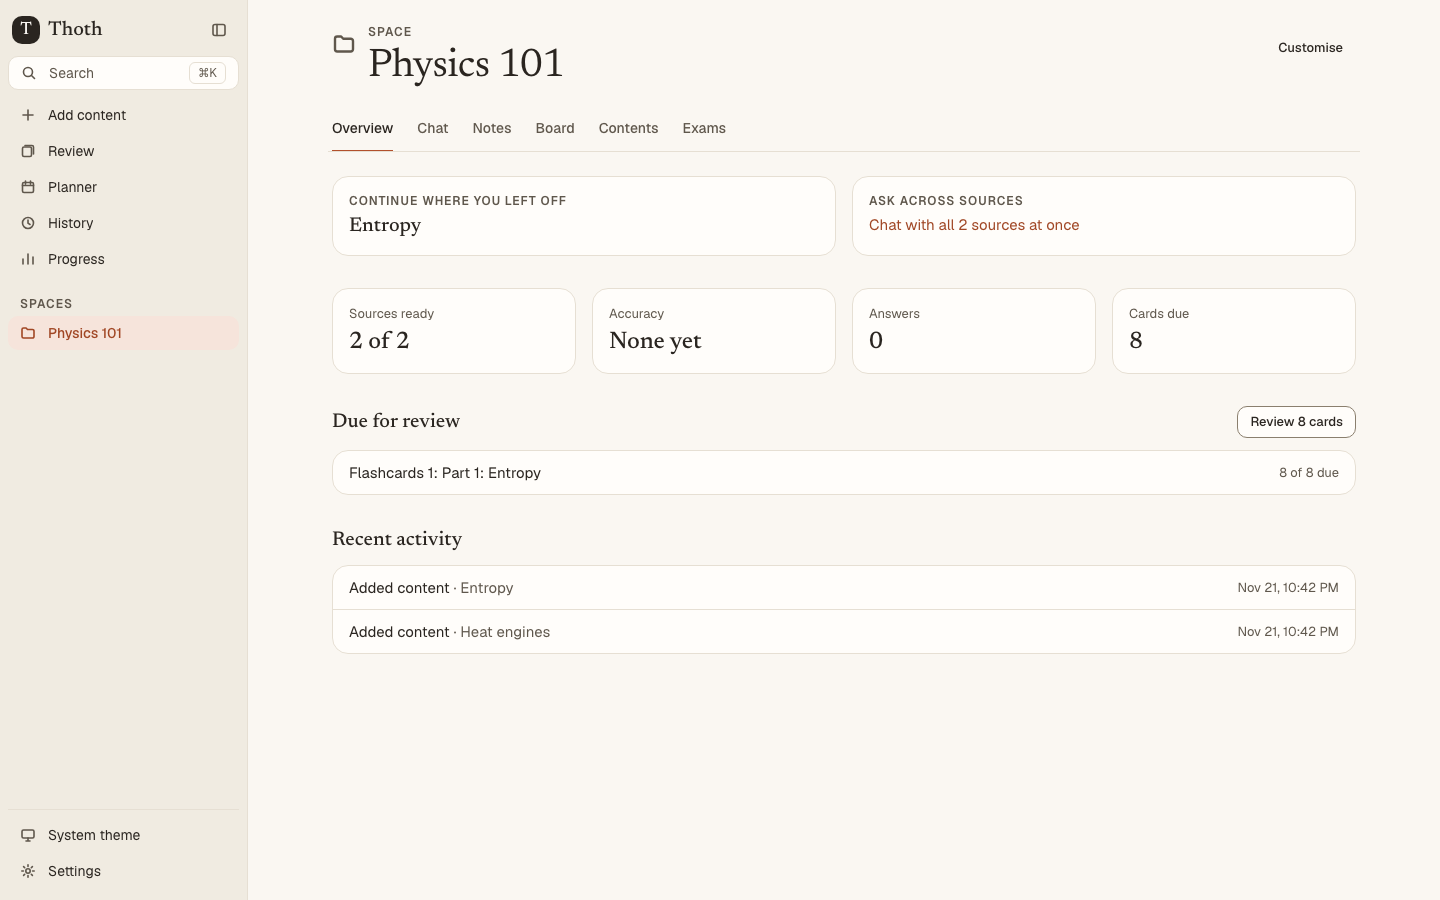 T Thoth
Search ⌘K
Add content
Review
Planner
History
Progress
SPACES
Physics 101
System theme
Settings
SPACE
Physics 101
Customise
Overview Chat Notes Board Contents Exams
CONTINUE WHERE YOU LEFT OFF
Entropy
ASK ACROSS SOURCES
Chat with all 2 sources at once
Sources ready
2 of 2
Accuracy
None yet
Answers
0
Cards due
8
Due for review
Review 8 cards
Flashcards 1: Part 1: Entropy 8 of 8 due
Recent activity
Added content · Entropy Nov 21, 10:42 PM
Added content · Heat engines Nov 21, 10:42 PM